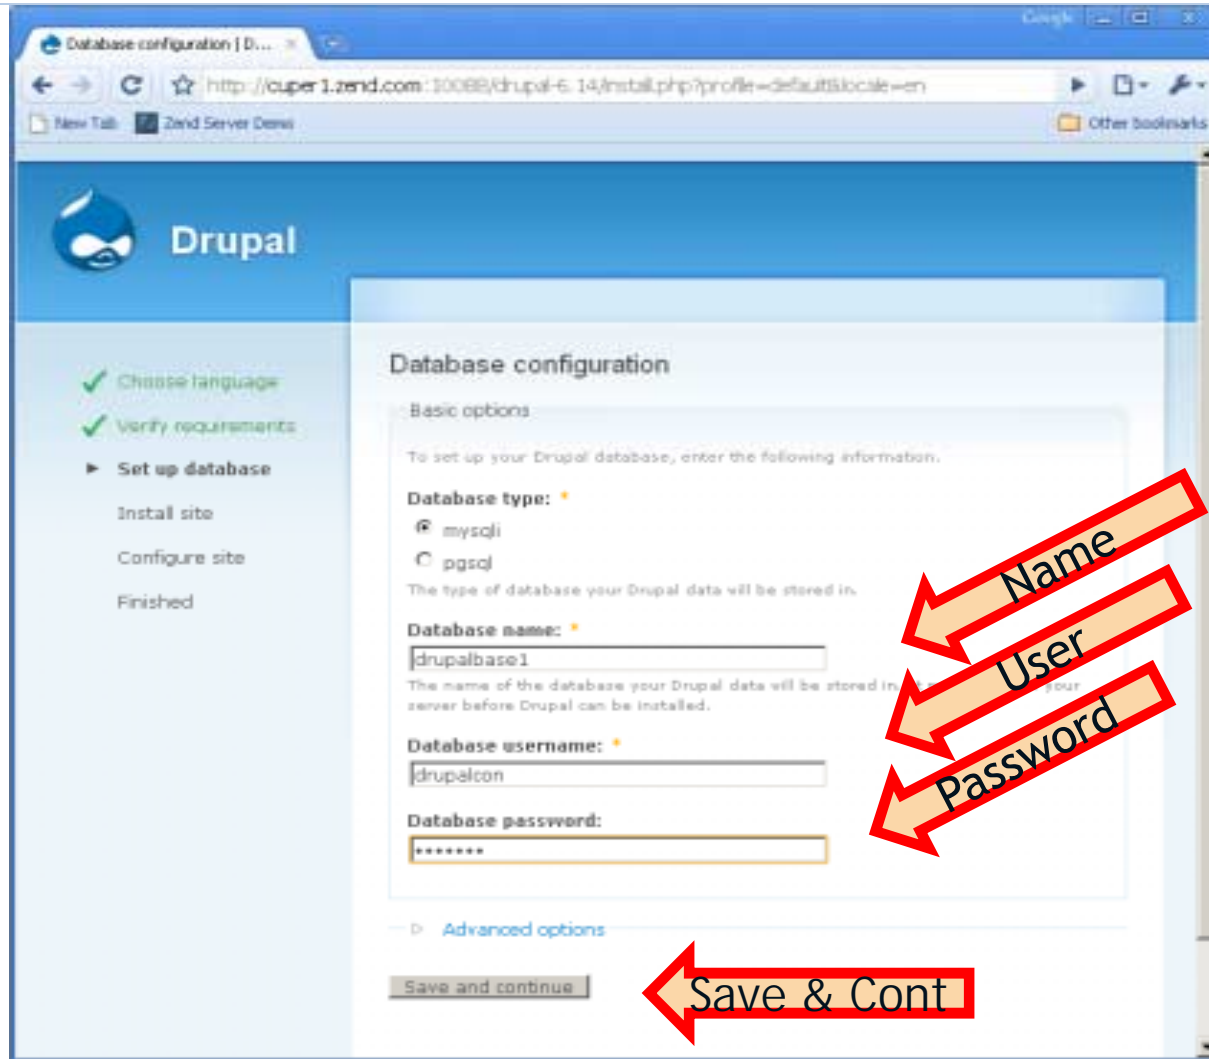 Google
Database configuration | D...
http://cuper1.zend.com:10088/drupal-6.14/install.php?profile=default&locale=en
New Tab Zend Server Demo Other bookmarks
Drupal
Choose language
Verify requirements
Set up database
Install site
Configure site
Finished
Database configuration
Basic options
To set up your Drupal database, enter the following information.
Database type: *
mysqli
pgsql
The type of database your Drupal data will be stored in.
Name
Database name: *
drupalbase1
The name of the database your Drupal data will be stored in. your
server before Drupal can be installed.
User
Database username: *
drupalcon
Password
Database password:
•••••••
Advanced options
Save and continue
Save & Cont